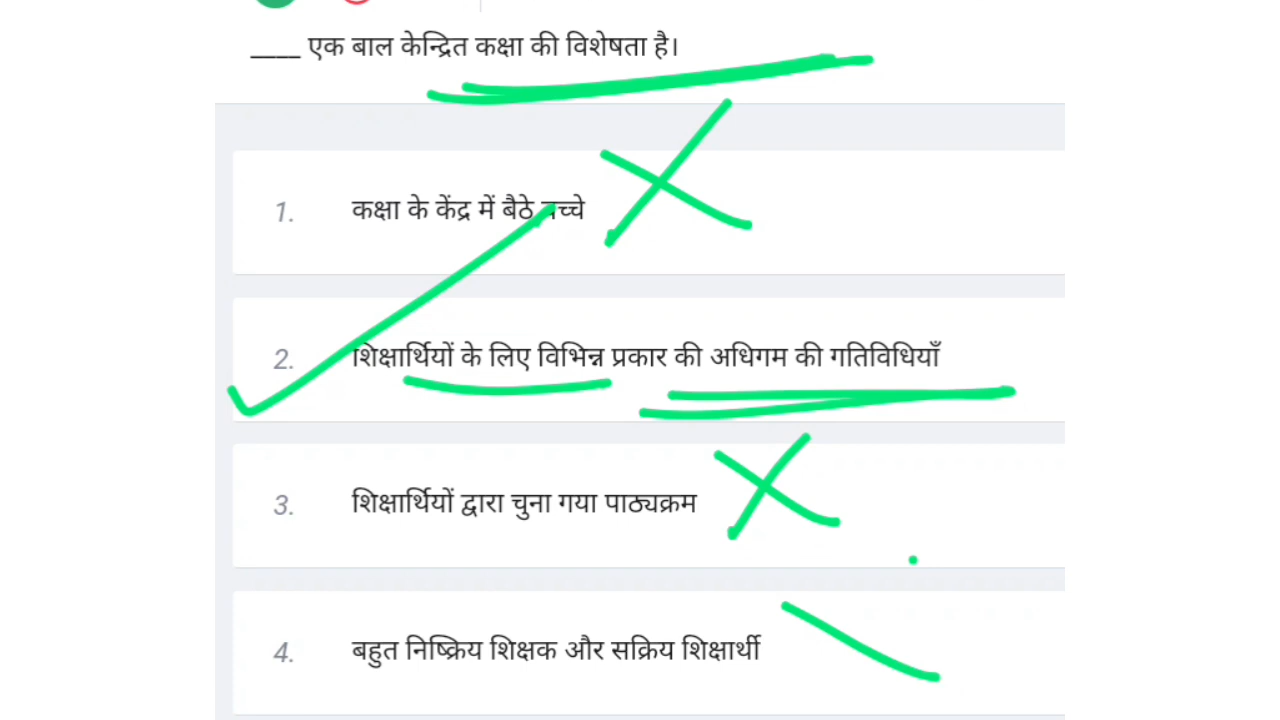 ____ एक बाल केन्द्रित कक्षा की विशेषता है।
1. कक्षा के केंद्र में बैठे बच्चे
2. शिक्षार्थियों के लिए विभिन्न प्रकार की अधिगम की गतिविधियाँ
3. शिक्षार्थियों द्वारा चुना गया पाठ्यक्रम
4. बहुत निष्क्रिय शिक्षक और सक्रिय शिक्षार्थी